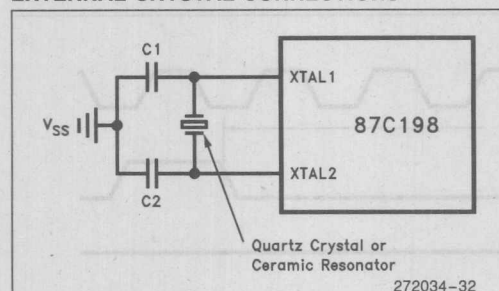 EXTERNAL CRYSTAL CONNECTIONS
C1
XTAL1
87C198
VSS
XTAL2
C2
Quartz Crystal or
Ceramic Resonator
272034-32